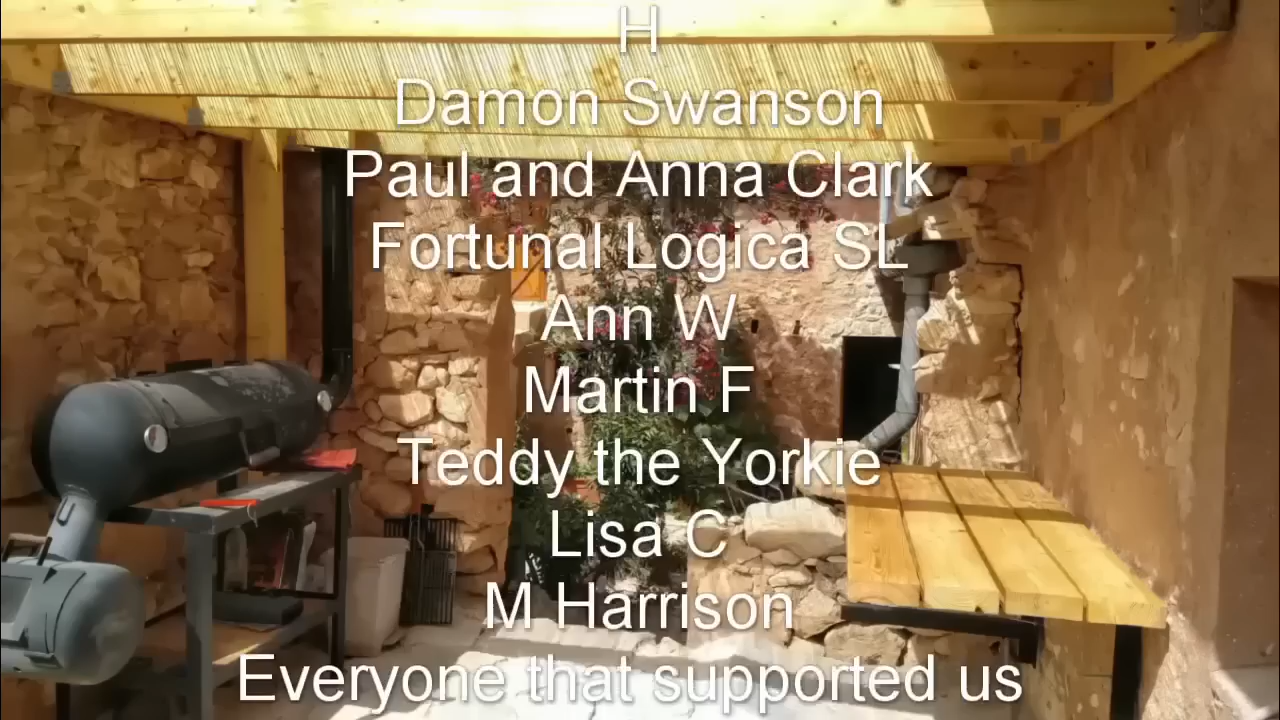 H
Damon Swanson
Paul and Anna Clark
Fortunal Logica SL
Ann W
Martin F
Teddy the Yorkie
Lisa C
M Harrison
Everyone that supported us